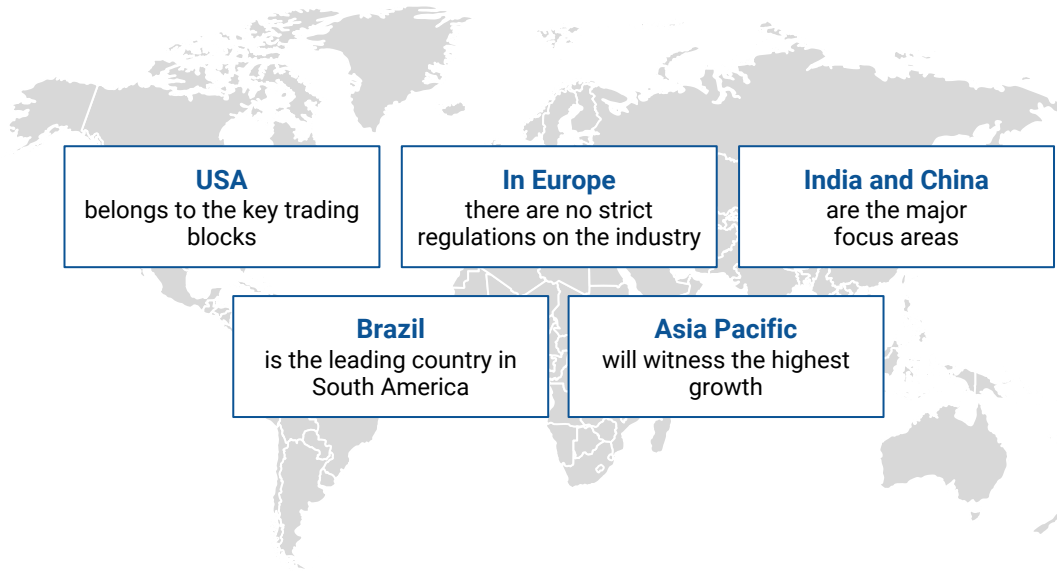 USA
belongs to the key trading
blocks
In Europe
there are no strict
regulations on the industry
India and China
are the major
focus areas
Brazil
is the leading country in
South America
Asia Pacific
will witness the highest
growth